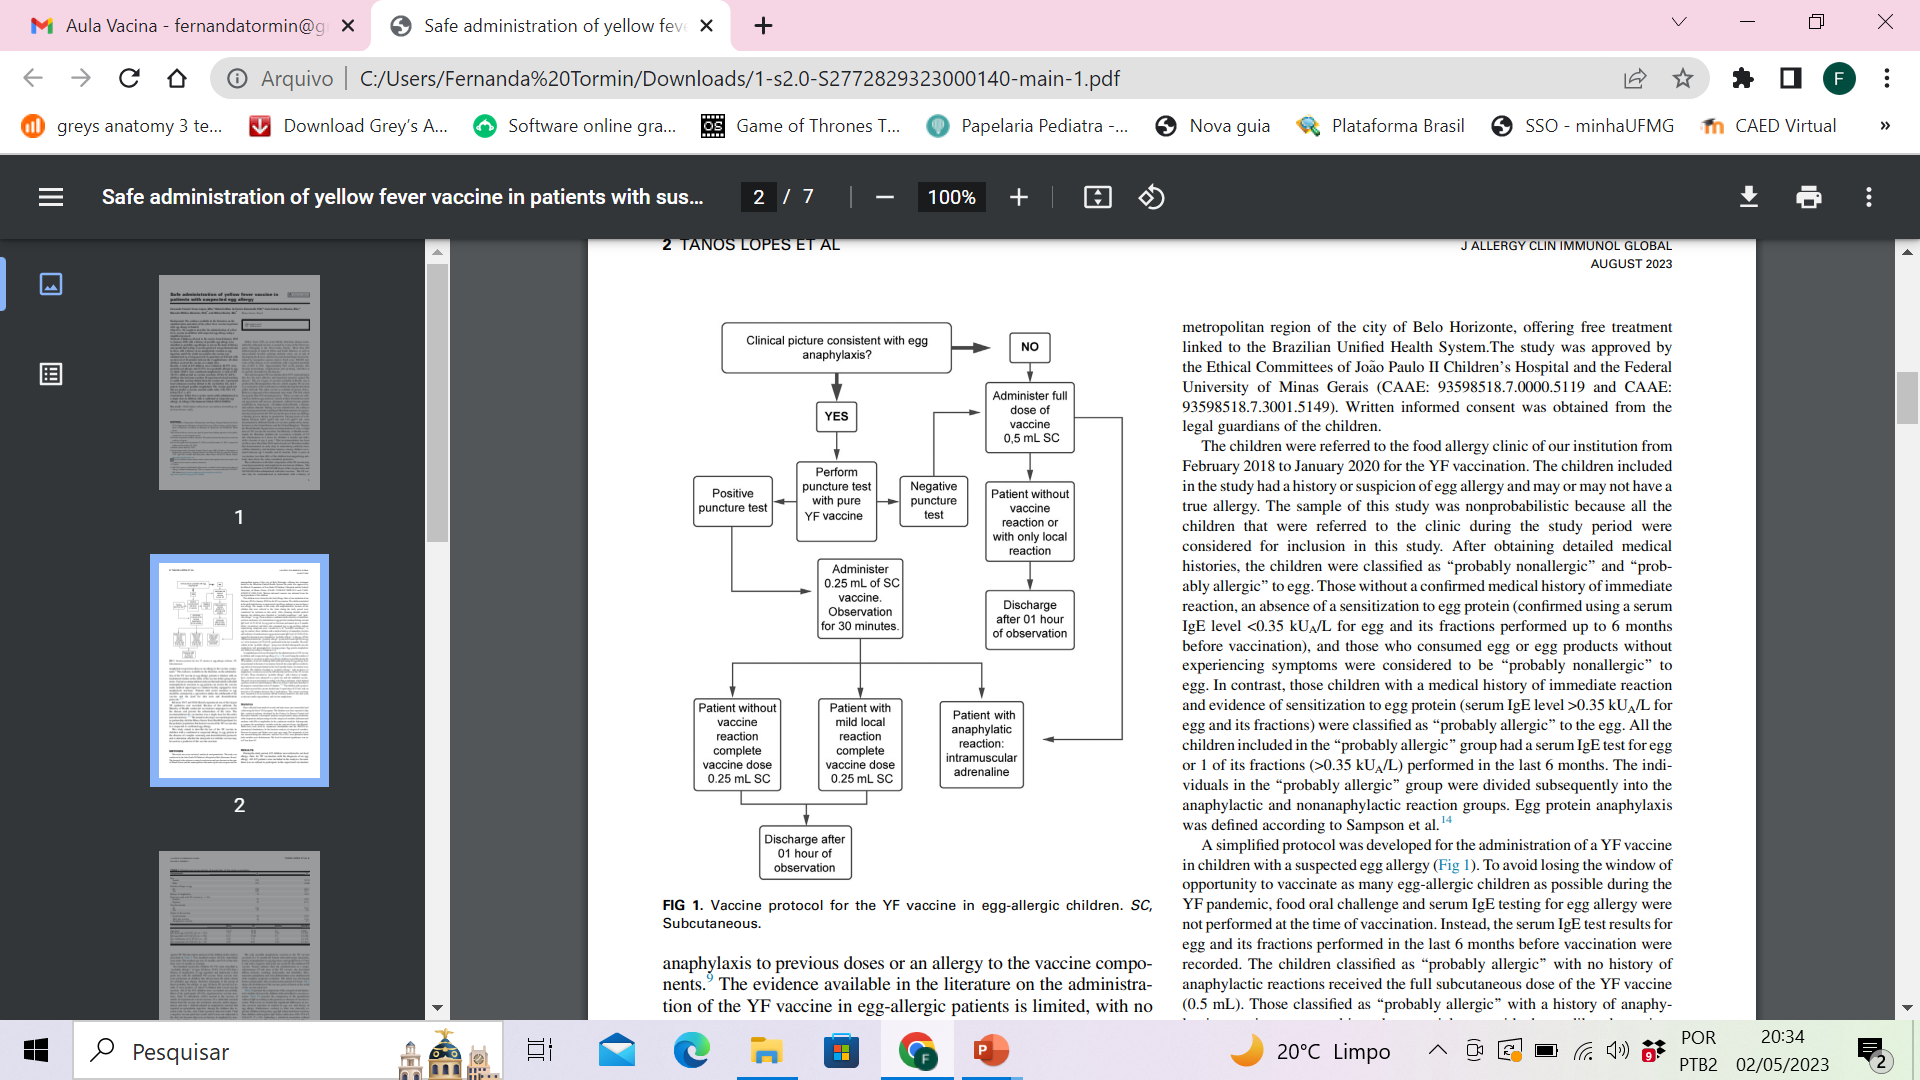 Aula Vacina - fernandatormin@g
Safe administration of yellow feve
Arquivo
C:/Users/Fernanda%20Tormin/Downloads/1-s2.0-S2772829323000140-main-1.pdf
F
greys anatomy 3 te...
Download Grey's A...
Software online gra...
Game of Thrones T...
Papelaria Pediatra -...
Nova guia
Plataforma Brasil
SSO - minhaUFMG
CAED Virtual
»
Safe administration of yellow fever vaccine in patients with sus...
2 / 7
100%
1
2
2 TANOS LOPES ET AL
J ALLERGY CLIN IMMUNOL GLOBAL
AUGUST 2023
Clinical picture consistent with egg
anaphylaxis?
NO
YES
Administer full
dose of
vaccine
0,5 mL SC
Perform
puncture test
with pure
YF vaccine
Positive
puncture test
Negative
puncture
test
Patient without
vaccine
reaction or
with only local
reaction
Administer
0.25 mL of SC
vaccine.
Observation
for 30 minutes.
Discharge
after 01 hour
of observation
Patient without
vaccine
reaction
complete
vaccine dose
0.25 mL SC
Patient with
mild local
reaction
complete
vaccine dose
0.25 mL SC
Patient with
anaphylatic
reaction:
intramuscular
adrenaline
Discharge after
01 hour of
observation
FIG 1. Vaccine protocol for the YF vaccine in egg-allergic children. SC,
Subcutaneous.
anaphylaxis to previous doses or an allergy to the vaccine compo-
nents.9 The evidence available in the literature on the administra-
tion of the YF vaccine in egg-allergic patients is limited, with no
metropolitan region of the city of Belo Horizonte, offering free treatment
linked to the Brazilian Unified Health System.The study was approved by
the Ethical Committees of João Paulo II Children's Hospital and the Federal
University of Minas Gerais (CAAE: 93598518.7.0000.5119 and CAAE:
93598518.7.3001.5149). Written informed consent was obtained from the
legal guardians of the children.
The children were referred to the food allergy clinic of our institution from
February 2018 to January 2020 for the YF vaccination. The children included
in the study had a history or suspicion of egg allergy and may or may not have a
true allergy. The sample of this study was nonprobabilistic because all the
children that were referred to the clinic during the study period were
considered for inclusion in this study. After obtaining detailed medical
histories, the children were classified as "probably nonallergic" and "prob-
ably allergic" to egg. Those without a confirmed medical history of immediate
reaction, an absence of a sensitization to egg protein (confirmed using a serum
IgE level <0.35 kUA/L for egg and its fractions performed up to 6 months
before vaccination), and those who consumed egg or egg products without
experiencing symptoms were considered to be "probably nonallergic" to
egg. In contrast, those children with a medical history of immediate reaction
and evidence of sensitization to egg protein (serum IgE level >0.35 kUA/L for
egg and its fractions) were classified as "probably allergic" to the egg. All the
children included in the "probably allergic" group had a serum IgE test for egg
or 1 of its fractions (>0.35 kUA/L) performed in the last 6 months. The indi-
viduals in the "probably allergic" group were divided subsequently into the
anaphylactic and nonanaphylactic reaction groups. Egg protein anaphylaxis
was defined according to Sampson et al.14
A simplified protocol was developed for the administration of a YF vaccine
in children with a suspected egg allergy (Fig 1). To avoid losing the window of
opportunity to vaccinate as many egg-allergic children as possible during the
YF pandemic, food oral challenge and serum IgE testing for egg allergy were
not performed at the time of vaccination. Instead, the serum IgE test results for
egg and its fractions performed in the last 6 months before vaccination were
recorded. The children classified as "probably allergic" with no history of
anaphylactic reactions received the full subcutaneous dose of the YF vaccine
(0.5 mL). Those classified as "probably allergic" with a history of anaphy-
Pesquisar
20°C Limpo
9
POR
PTB2
20:34
02/05/2023
2